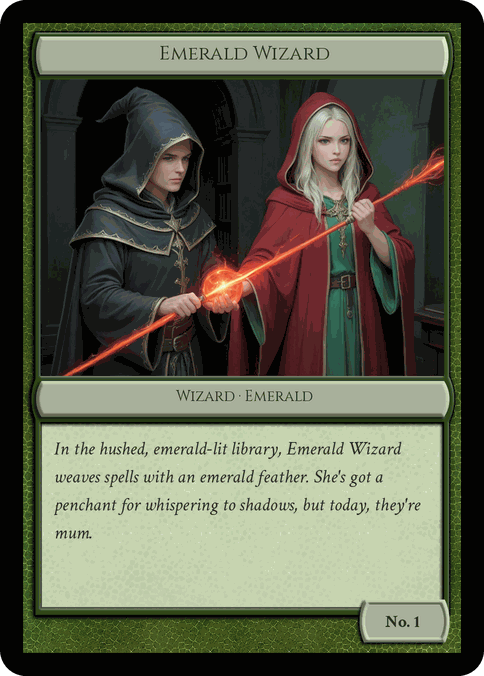 Emerald Wizard
Wizard · Emerald
In the hushed, emerald-lit library, Emerald Wizard
weaves spells with an emerald feather. She's got a
penchant for whispering to shadows, but today, they're
mum.
No. 1